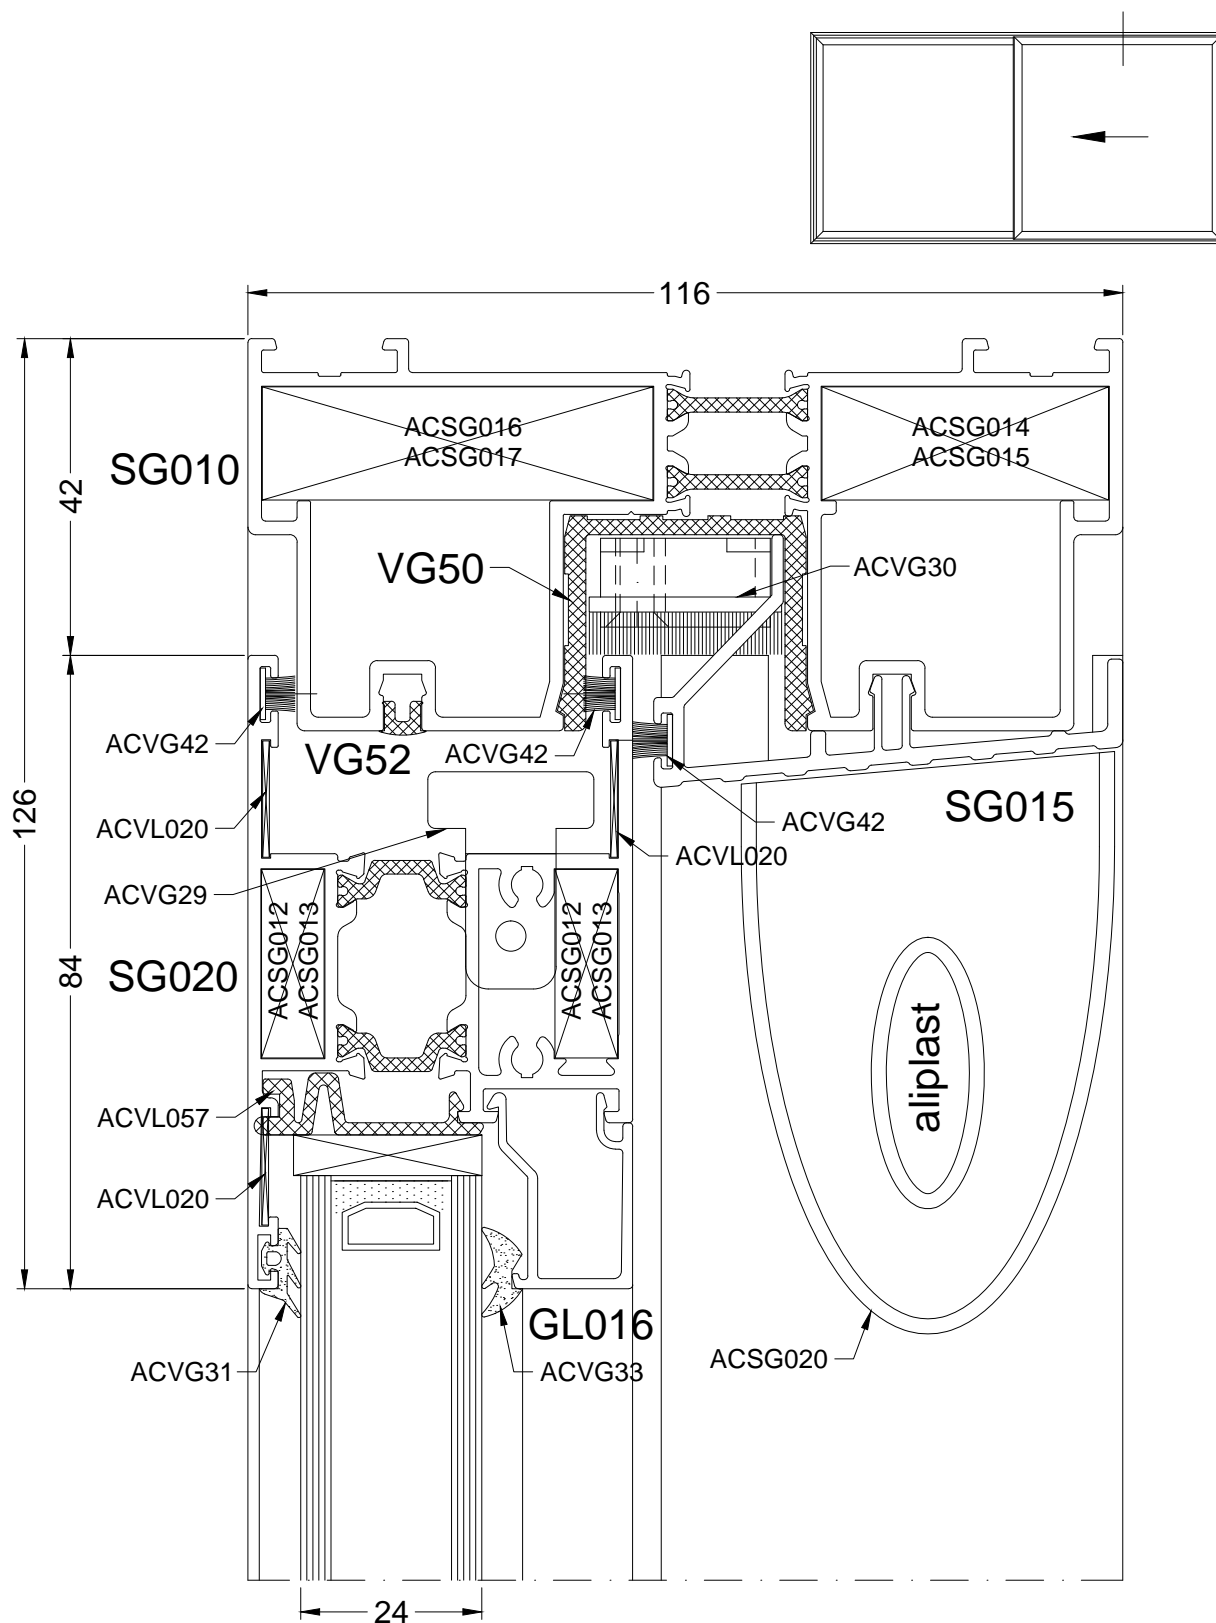 116
ACSG016
ACSG017
ACSG014
ACSG015
SG010
42
VG50
ACVG30
ACVG42
VG52
ACVG42
126
ACVL020
ACVG42
SG015
ACVL020
ACVG29
ACSG012
ACSG013
ACSG012
ACSG013
SG020
84
aliplast
ACVL057
ACVL020
GL016
ACVG31
ACVG33
ACSG020
24